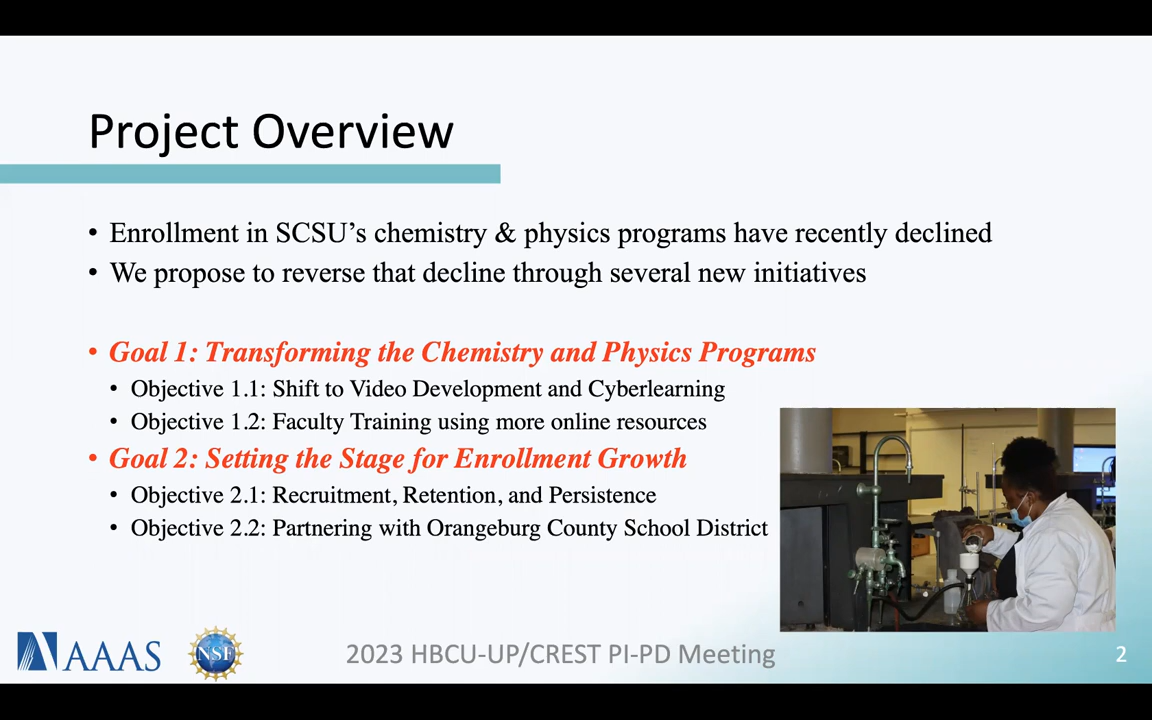 Project Overview
• Enrollment in SCSU’s chemistry & physics programs have recently declined
• We propose to reverse that decline through several new initiatives
• Goal 1: Transforming the Chemistry and Physics Programs
• Objective 1.1: Shift to Video Development and Cyberlearning
• Objective 1.2: Faculty Training using more online resources
• Goal 2: Setting the Stage for Enrollment Growth
• Objective 2.1: Recruitment, Retention, and Persistence
• Objective 2.2: Partnering with Orangeburg County School District
AAAS
NSF
2023 HBCU-UP/CREST PI-PD Meeting
2